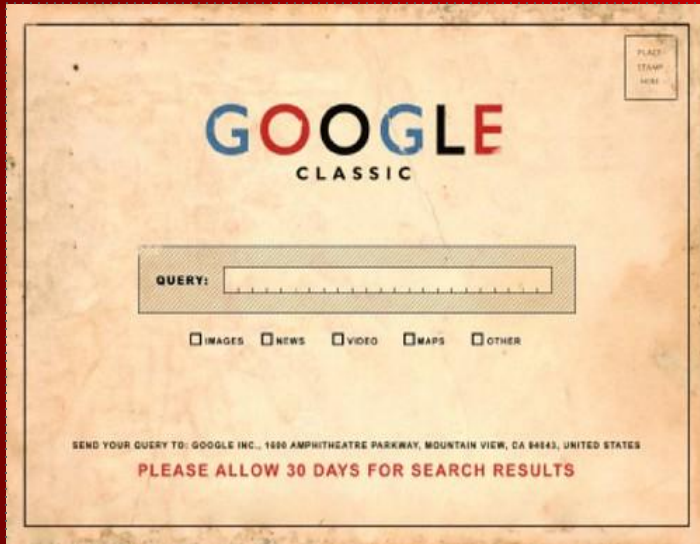 PLACE
STAMP
HERE
GOOGLE
CLASSIC
QUERY:
IMAGES NEWS VIDEO MAPS OTHER
SEND YOUR QUERY TO: GOOGLE INC., 1600 AMPHITHEATRE PARKWAY, MOUNTAIN VIEW, CA 94043, UNITED STATES
PLEASE ALLOW 30 DAYS FOR SEARCH RESULTS